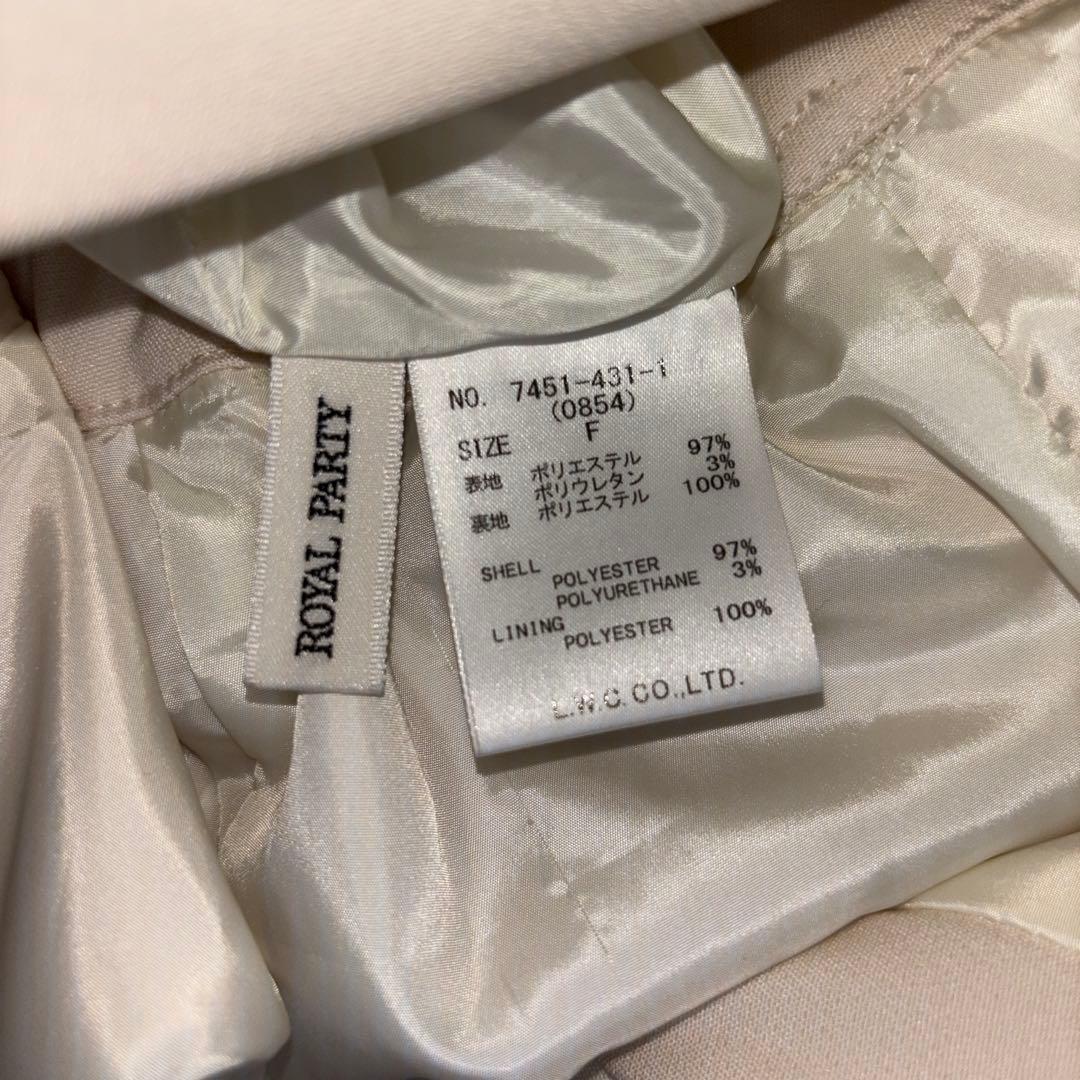 ROYAL PARTY
NO. 7451-431-1
(0854)
SIZE F
表地 ポリエステル 97%
ポリウレタン 3%
裏地 ポリエステル 100%
SHELL POLYESTER 97%
POLYURETHANE 3%
LINING POLYESTER 100%
L.W.C. CO.,LTD.